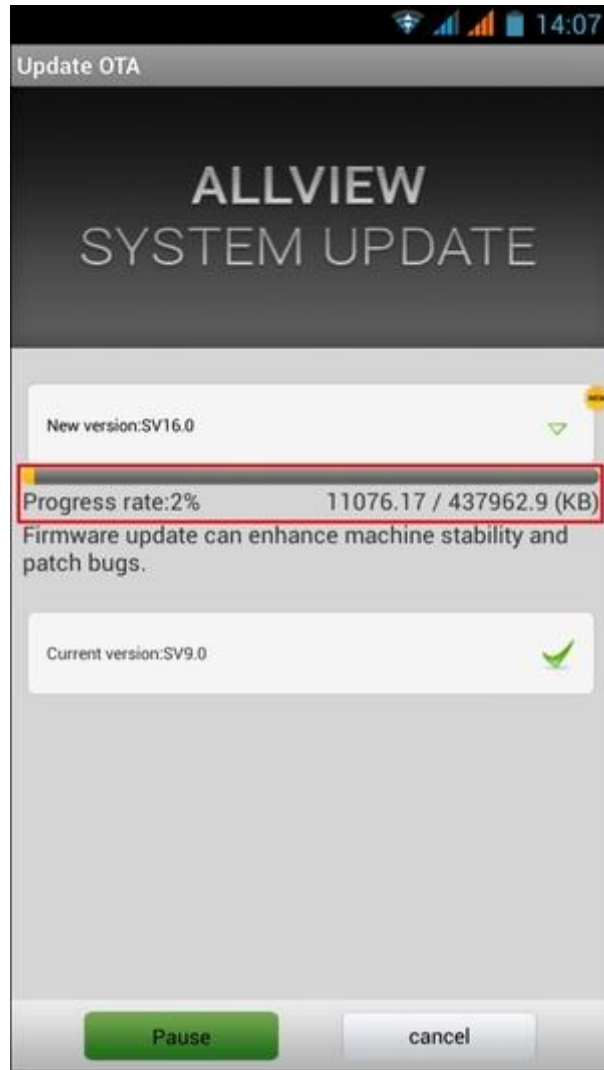 14:07
Update OTA
ALLVIEW
SYSTEM UPDATE
New version:SV16.0
Progress rate:2% 11076.17 / 437962.9 (KB)
Firmware update can enhance machine stability and
patch bugs.
Current version:SV9.0
Pause cancel